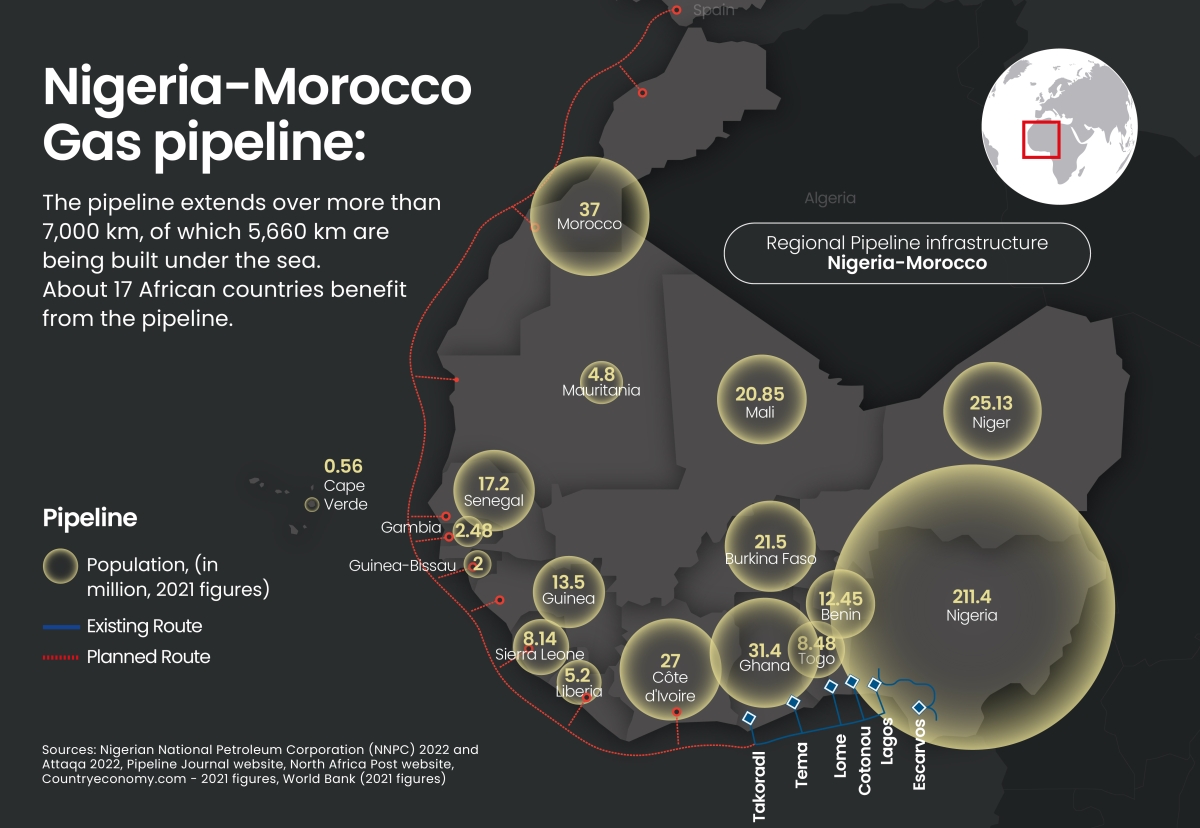 Spain
Nigeria-Morocco
Gas pipeline:
The pipeline extends over more than
7,000 km, of which 5,660 km are
being built under the sea.
About 17 African countries benefit
from the pipeline.
Algeria
Regional Pipeline infrastructure
Nigeria-Morocco
37
Morocco
4.8
Mauritania
20.85
Mali
25.13
Niger
0.56
Cape
Verde
17.2
Senegal
Gambia
2.48
Guinea-Bissau
2
13.5
Guinea
21.5
Burkina Faso
12.45
Benin
211.4
Nigeria
8.14
Sierra Leone
5.2
Liberia
27
Côte
d'Ivoire
31.4
Ghana
8.48
Togo
Pipeline
Population, (in
million, 2021 figures)
Existing Route
Planned Route
Takoradl
Tema
Lome
Cotonou
Lagos
Escarvos
Sources: Nigerian National Petroleum Corporation (NNPC) 2022 and
Attaqa 2022, Pipeline Journal website, North Africa Post website,
Countryeconomy.com - 2021 figures, World Bank (2021 figures)